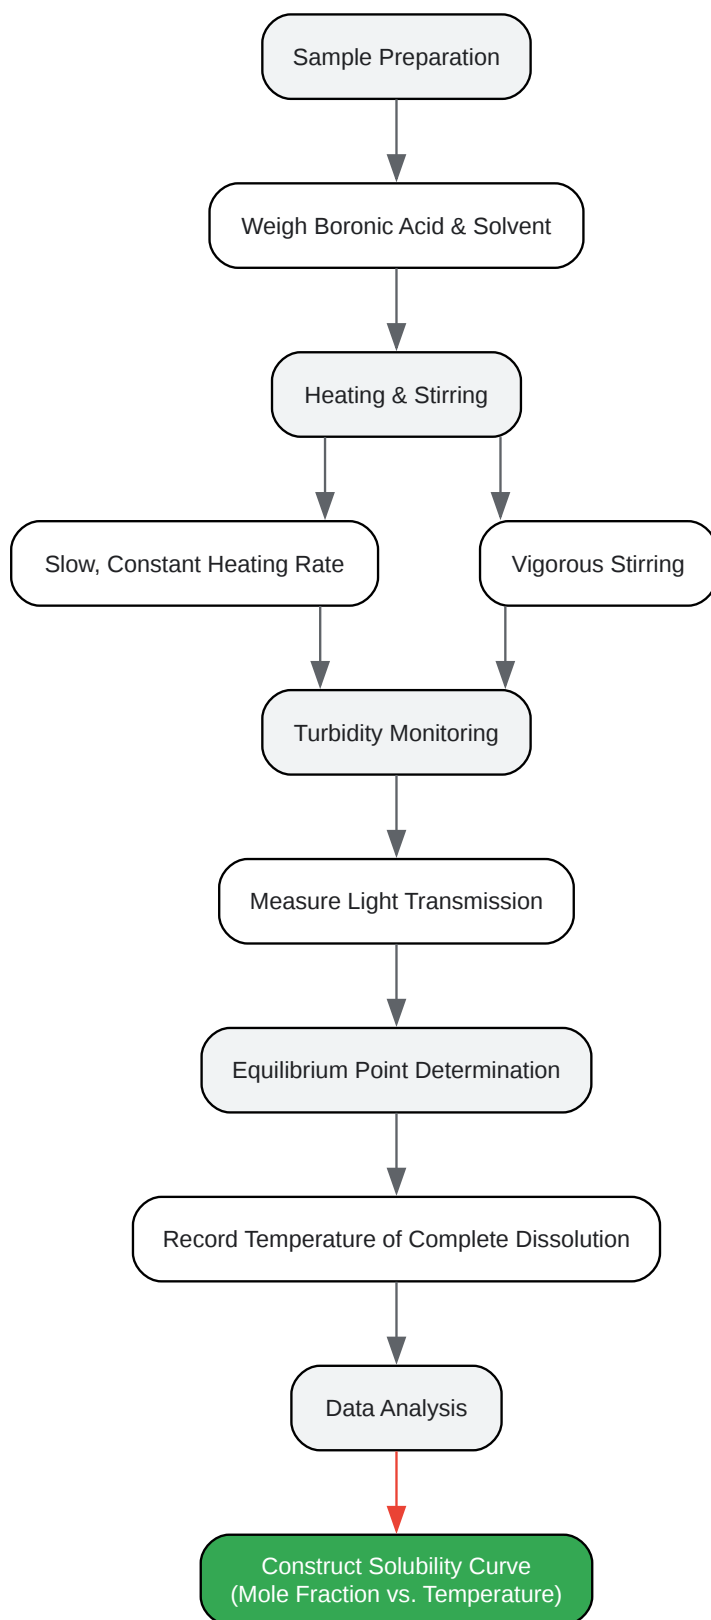 Sample Preparation
Weigh Boronic Acid & Solvent
Heating & Stirring
Slow, Constant Heating Rate
Vigorous Stirring
Turbidity Monitoring
Measure Light Transmission
Equilibrium Point Determination
Record Temperature of Complete Dissolution
Data Analysis
Construct Solubility Curve
(Mole Fraction vs. Temperature)